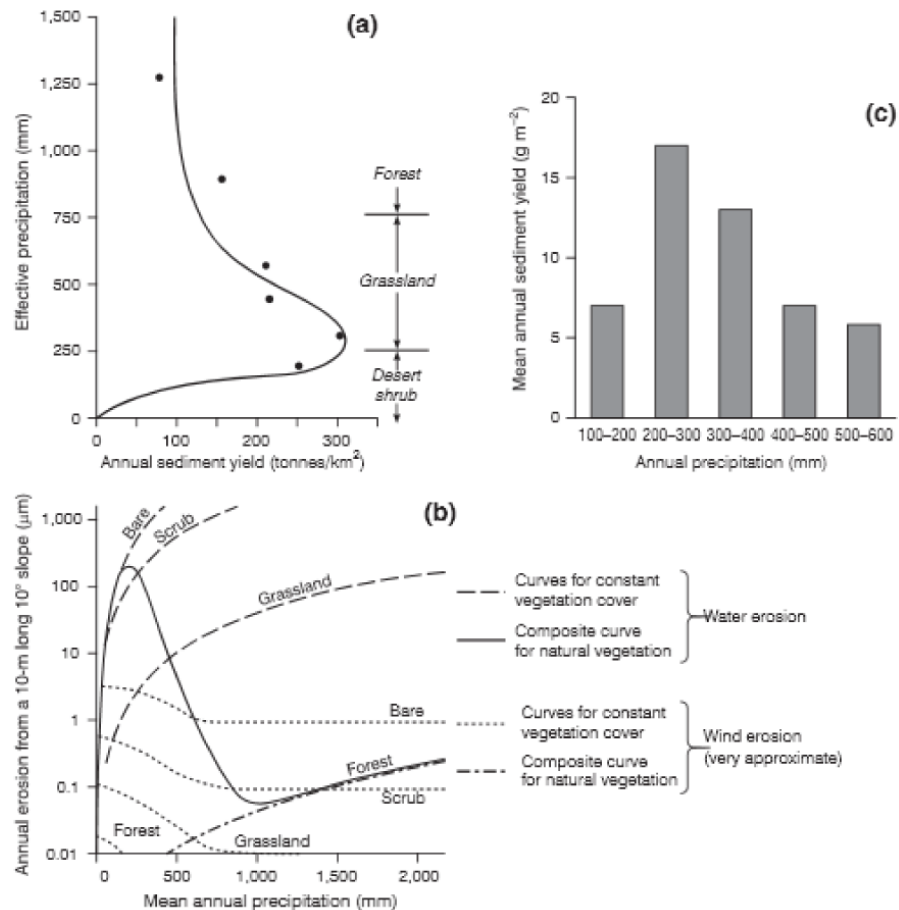 (a)
1,500
1,250
1,000
750
500
250
0
Effective precipitation (mm)
0
100
200
300
Annual sediment yield (tonnes/km²)
Forest
Grassland
Desert
shrub
(c)
20
15
10
5
0
Mean annual sediment yield (g m⁻²)
100–200 200–300 300–400 400–500 500–600
Annual precipitation (mm)
(b)
1,000
100
10
1
0.1
0.01
Annual erosion from a 10-m long 10° slope (μm)
Bare
Scrub
Grassland
Bare
Forest
Scrub
Forest
Grassland
0
500
1,000
1,500
2,000
Mean annual precipitation (mm)
Curves for constant
vegetation cover
Composite curve
for natural vegetation
Water erosion
Curves for constant
vegetation cover
Composite curve
for natural vegetation
Wind erosion
(very approximate)